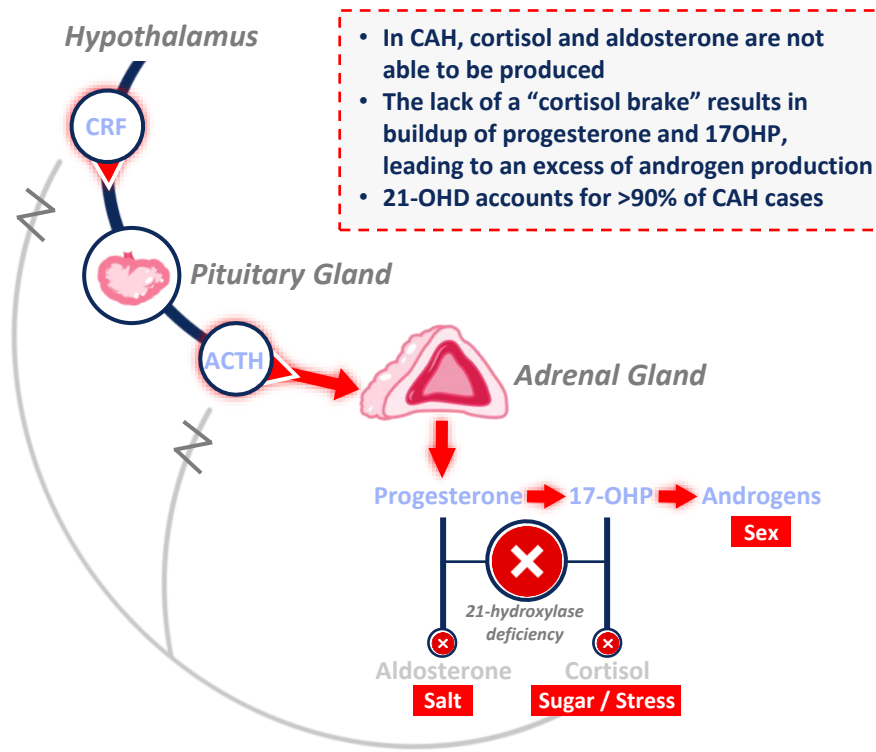 Hypothalamus
• In CAH, cortisol and aldosterone are not
able to be produced
• The lack of a “cortisol brake” results in
buildup of progesterone and 17OHP,
leading to an excess of androgen production
• 21-OHD accounts for >90% of CAH cases
CRF
Pituitary Gland
ACTH
Adrenal Gland
Progesterone
17-OHP
Androgens
Sex
21-hydroxylase
deficiency
Aldosterone
Cortisol
Salt
Sugar / Stress